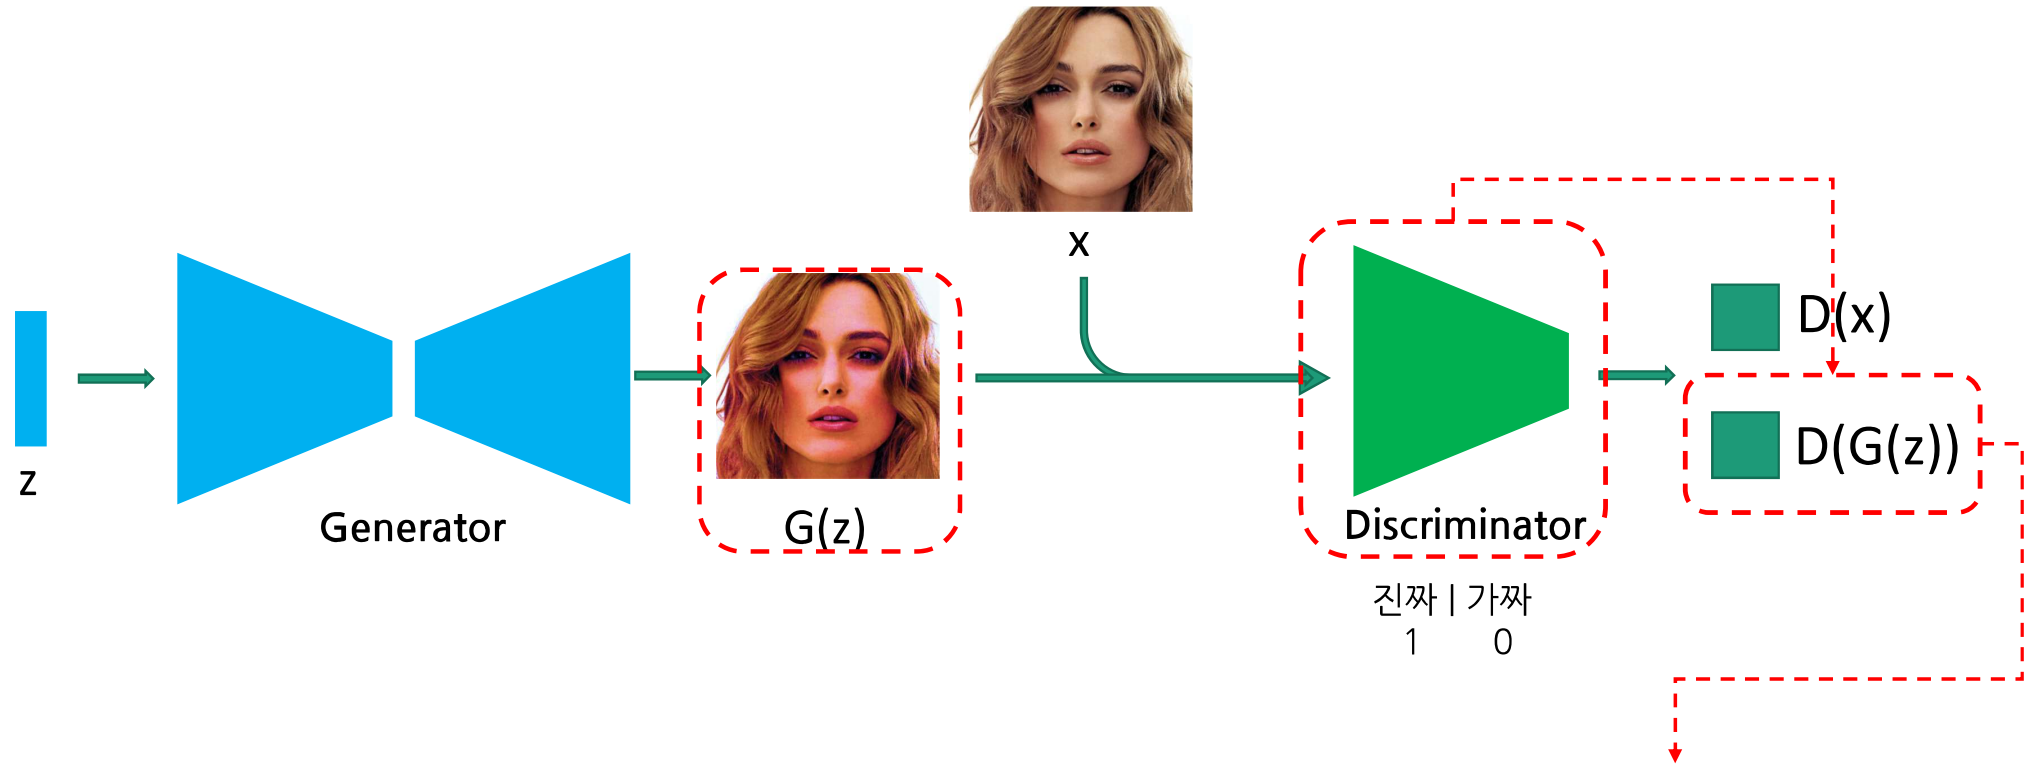 z
Generator
G(z)
x
Discriminator
진짜 | 가짜
1 0
D(x)
D(G(z))